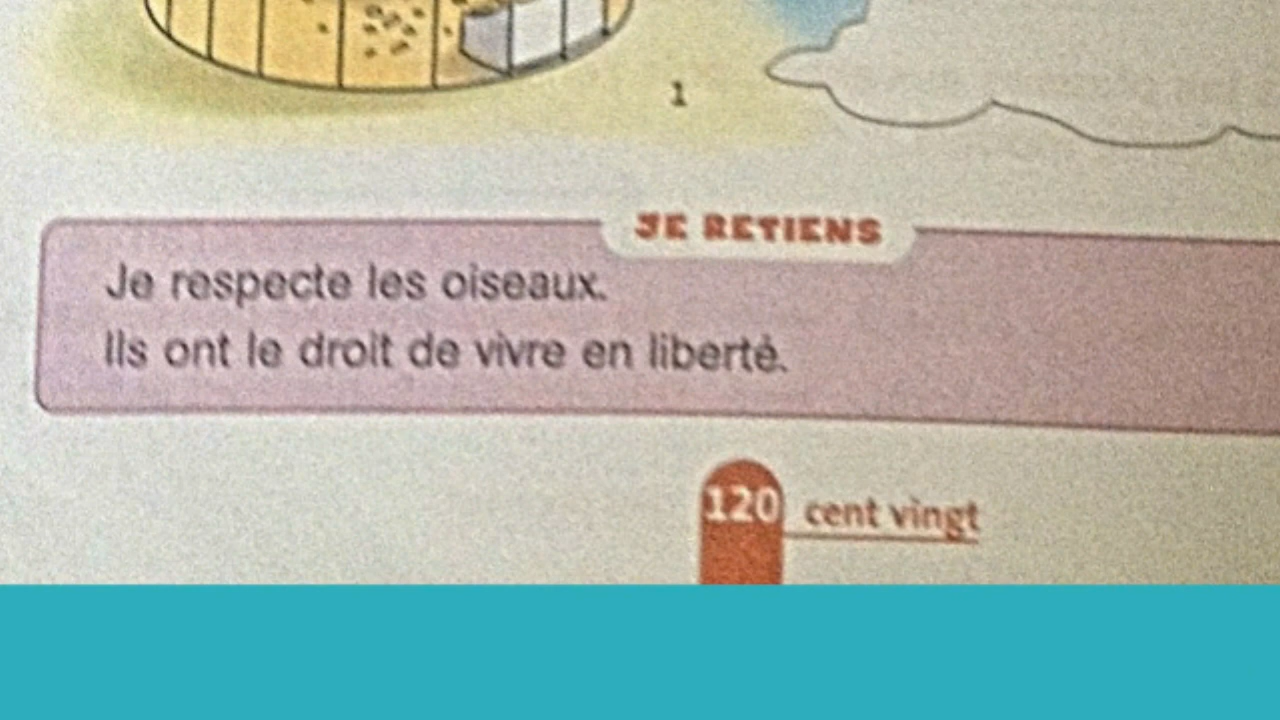 1
JE RETIENS
Je respecte les oiseaux.
Ils ont le droit de vivre en liberté.
120 cent vingt